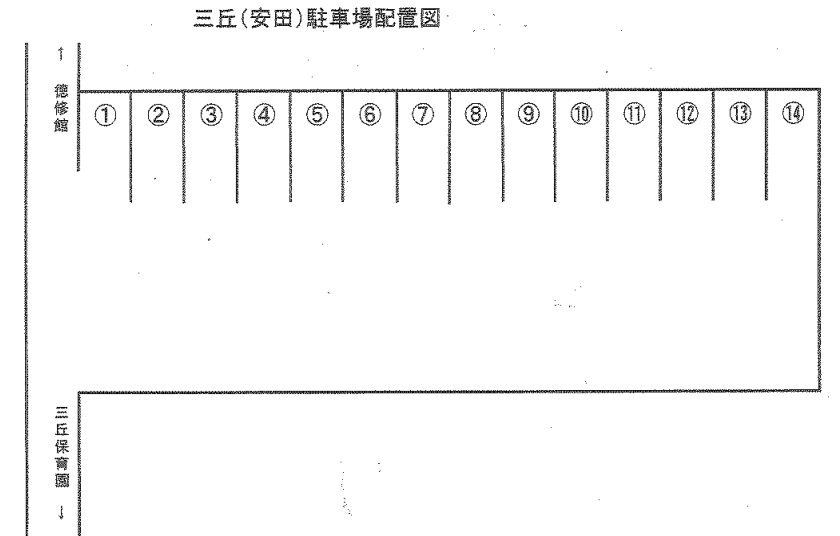 三丘(安田)駐車場配置図
↑ 徳修館
① ② ③ ④ ⑤ ⑥ ⑦ ⑧ ⑨ ⑩ ⑪ ⑫ ⑬ ⑭
三丘保育園 ↓